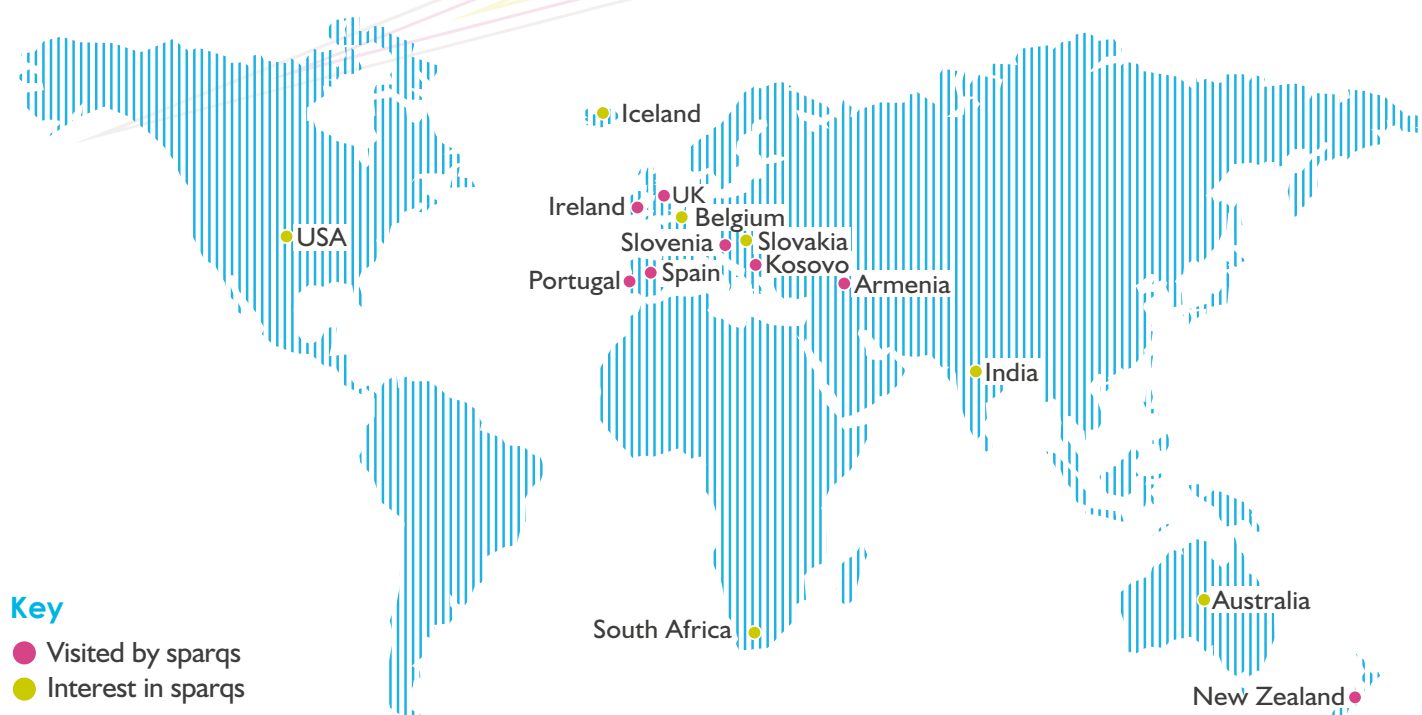 Iceland
UK
Ireland
Belgium
USA
Slovenia
Slovakia
Kosovo
Portugal
Spain
Armenia
India
Key
Australia
South Africa
Visited by sparqs
Interest in sparqs
New Zealand